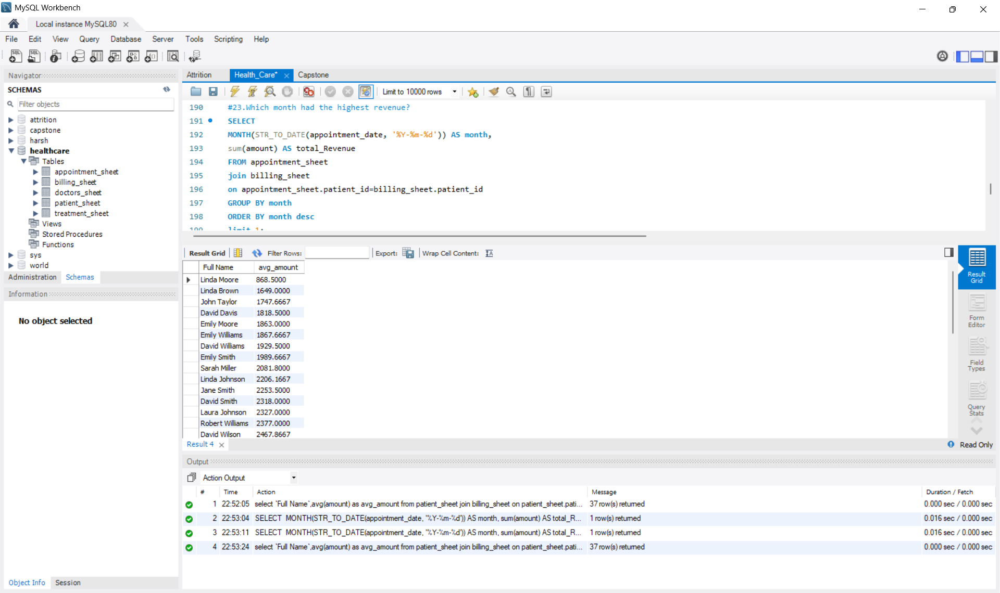 MySQL Workbench
Local instance MySQL80
File Edit View Query Database Server Tools Scripting Help
Navigator
SCHEMAS
Filter objects
attrition
capstone
harsh
healthcare
Tables
appointment_sheet
billing_sheet
doctors_sheet
patient_sheet
treatment_sheet
Views
Stored Procedures
Functions
sys
world
Administration Schemas
Information
No object selected
Object Info Session
Attrition Health_Care* Capstone
Limit to 10000 rows
190 #23.Which month had the highest revenue?
191 SELECT
192 MONTH(STR_TO_DATE(appointment_date, '%Y-%m-%d')) AS month,
193 sum(amount) AS total_Revenue
194 FROM appointment_sheet
195 join billing_sheet
196 on appointment_sheet.patient_id=billing_sheet.patient_id
197 GROUP BY month
198 ORDER BY month desc
199 limit 1;
Result Grid Filter Rows: Export: Wrap Cell Content:
Full Name avg_amount
Linda Moore 868.5000
Linda Brown 1649.0000
John Taylor 1747.6667
David Davis 1818.5000
Emily Moore 1863.0000
Emily Williams 1867.6667
David Williams 1929.5000
Emily Smith 1989.6667
Sarah Miller 2081.8000
Linda Johnson 2206.1667
Jane Smith 2253.5000
David Smith 2318.0000
Laura Johnson 2327.0000
Robert Williams 2377.0000
David Wilson 2467.8667
Result
Grid
Form
Editor
Field
Types
Query
Stats
Result 4
Read Only
Output
Action Output
# Time Action Message Duration / Fetch
1 22:52:05 select `Full Name`,avg(amount) as avg_amount from patient_sheet join billing_sheet on patient_sheet.pati... 37 row(s) returned 0.000 sec / 0.000 sec
2 22:53:04 SELECT MONTH(STR_TO_DATE(appointment_date, '%Y-%m-%d')) AS month, sum(amount) AS total_R... 1 row(s) returned 0.016 sec / 0.000 sec
3 22:53:11 SELECT MONTH(STR_TO_DATE(appointment_date, '%Y-%m-%d')) AS month, sum(amount) AS total_R... 1 row(s) returned 0.016 sec / 0.000 sec
4 22:53:24 select `Full Name`,avg(amount) as avg_amount from patient_sheet join billing_sheet on patient_sheet.pati... 37 row(s) returned 0.000 sec / 0.000 sec